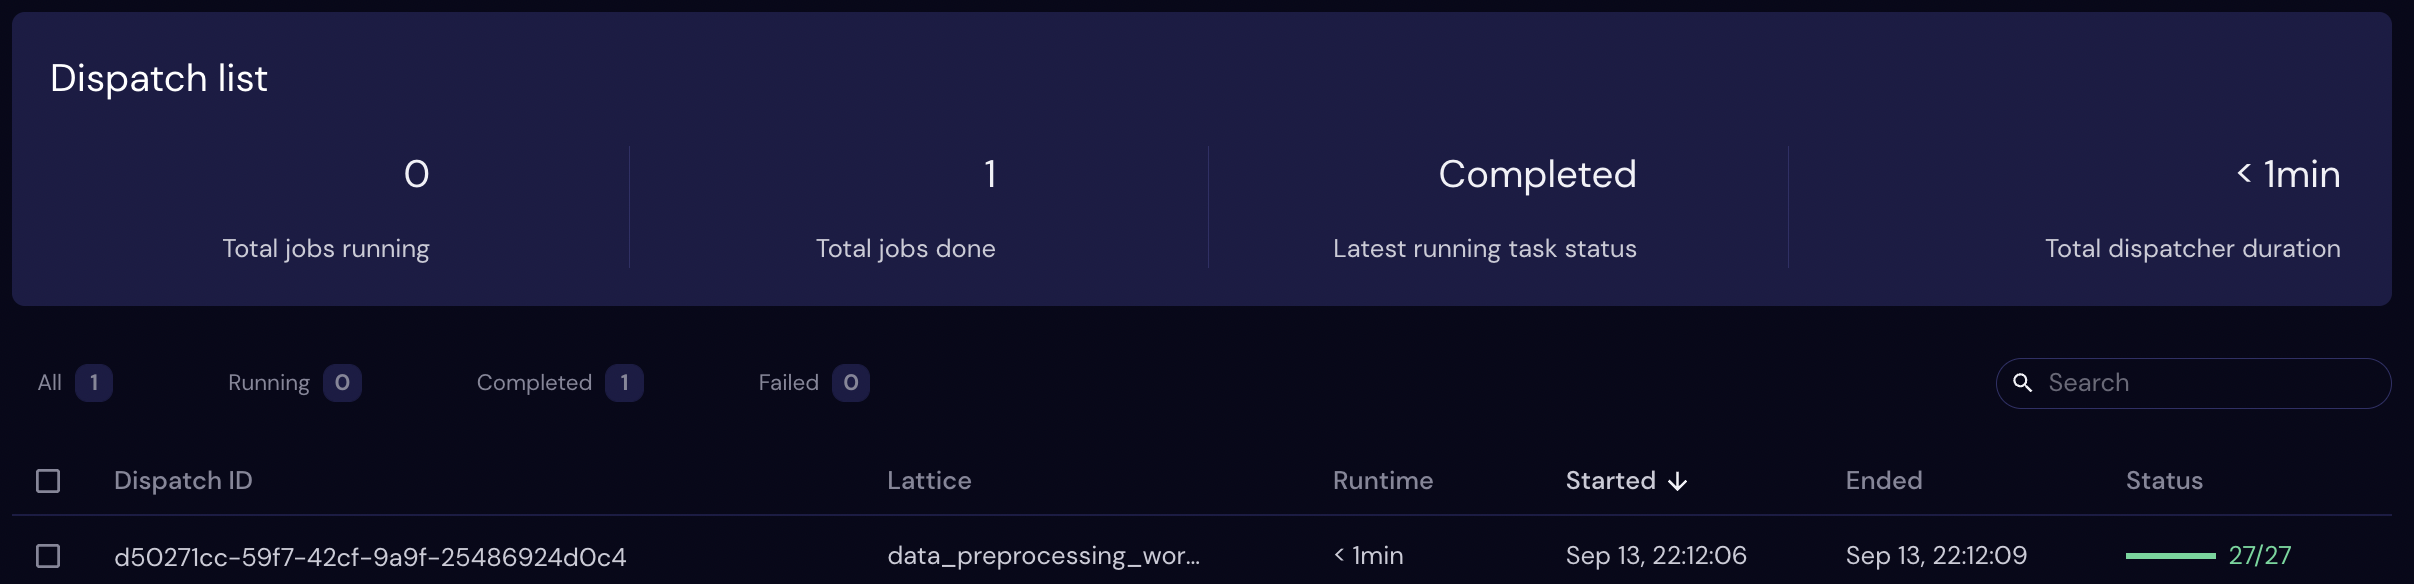 Dispatch list
0 1 Completed < 1min
Total jobs running Total jobs done Latest running task status Total dispatcher duration
All 1 Running 0 Completed 1 Failed 0 Search
Dispatch ID Lattice Runtime Started ↓ Ended Status
d50271cc-59f7-42cf-9a9f-25486924d0c4 data_preprocessing_wor... < 1min Sep 13, 22:12:06 Sep 13, 22:12:09 27/27